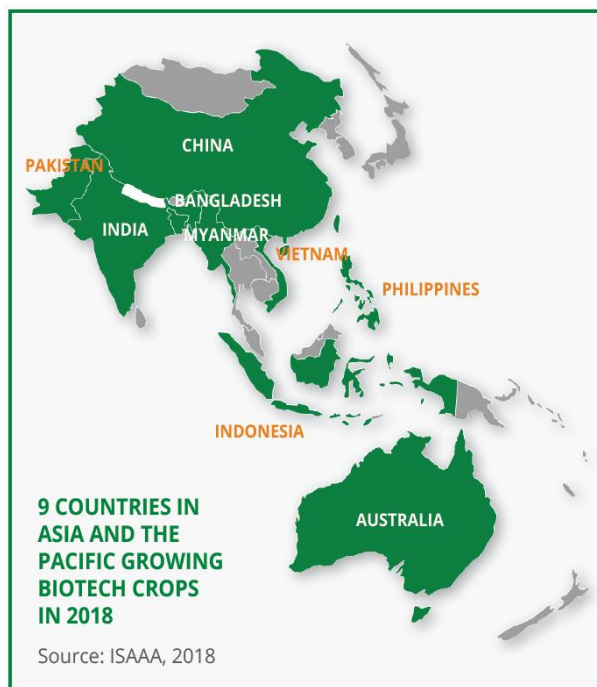 CHINA
PAKISTAN
BANGLADESH
INDIA
MYANMAR
VIETNAM
PHILIPPINES
INDONESIA
AUSTRALIA
9 COUNTRIES IN
ASIA AND THE
PACIFIC GROWING
BIOTECH CROPS
IN 2018
Source: ISAAA, 2018